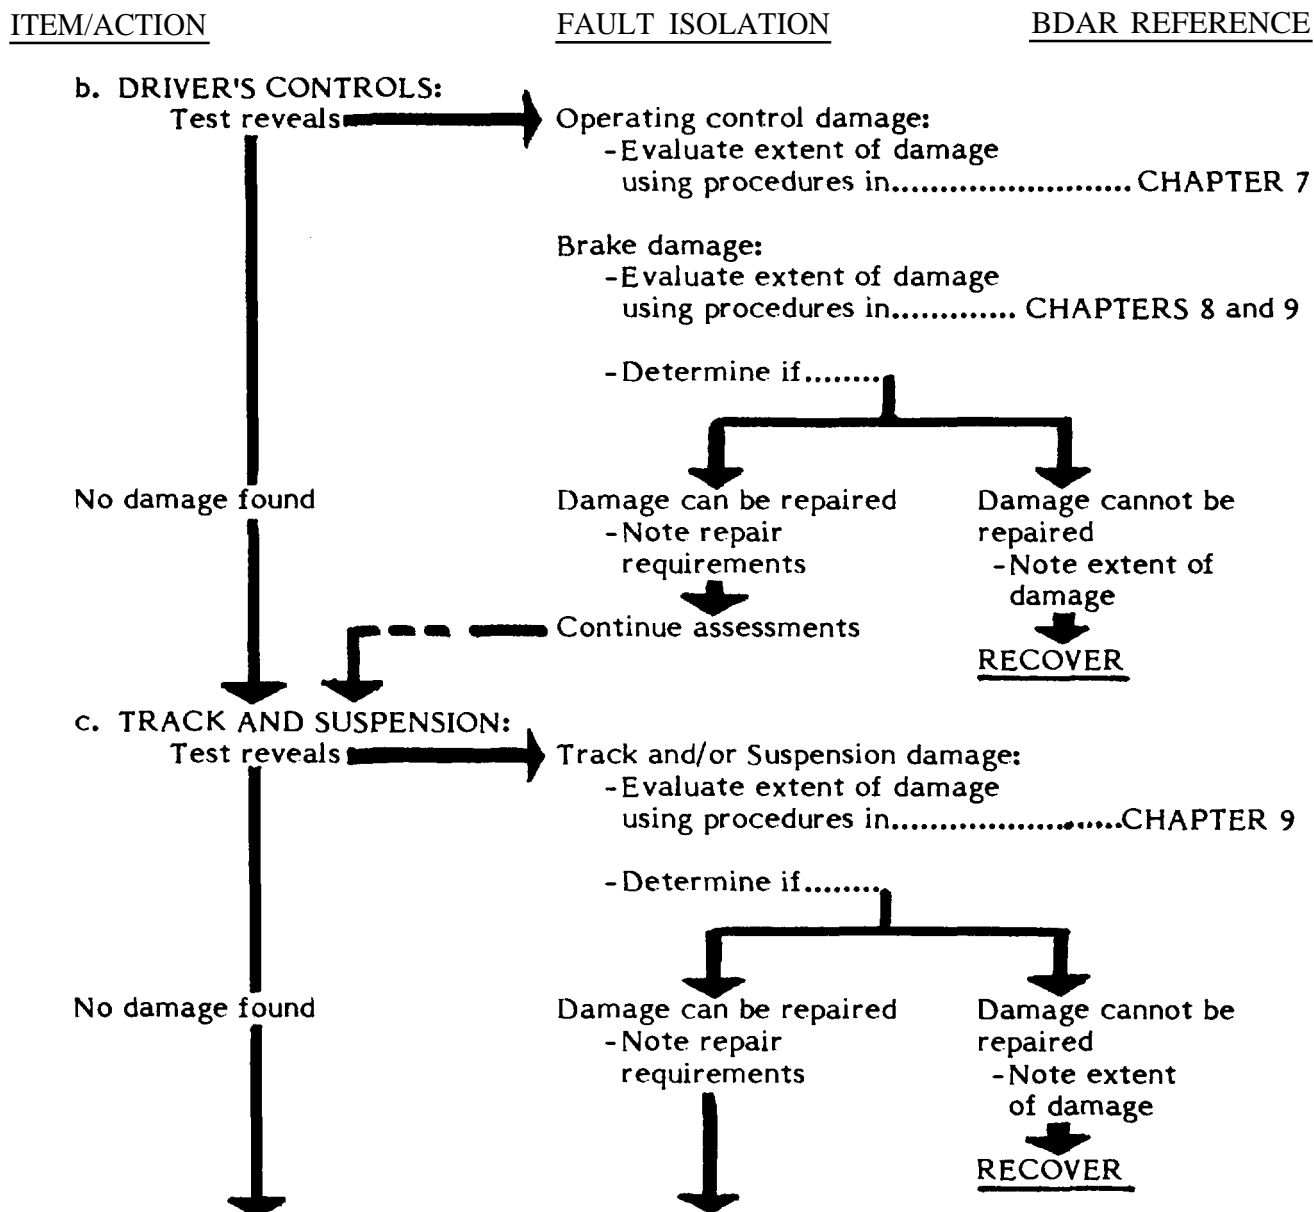 ITEM/ACTION FAULT ISOLATION BDAR REFERENCE
b. DRIVER'S CONTROLS:
Test reveals
Operating control damage:
-Evaluate extent of damage
using procedures in.......................... CHAPTER 7
Brake damage:
-Evaluate extent of damage
using procedures in............. CHAPTERS 8 and 9
-Determine if........
No damage found
Damage can be repaired
-Note repair
requirements
Continue assessments
Damage cannot be
repaired
-Note extent of
damage
RECOVER
c. TRACK AND SUSPENSION:
Test reveals
Track and/or Suspension damage:
-Evaluate extent of damage
using procedures in.........................CHAPTER 9
-Determine if........
No damage found
Damage can be repaired
-Note repair
requirements
Damage cannot be
repaired
-Note extent
of damage
RECOVER